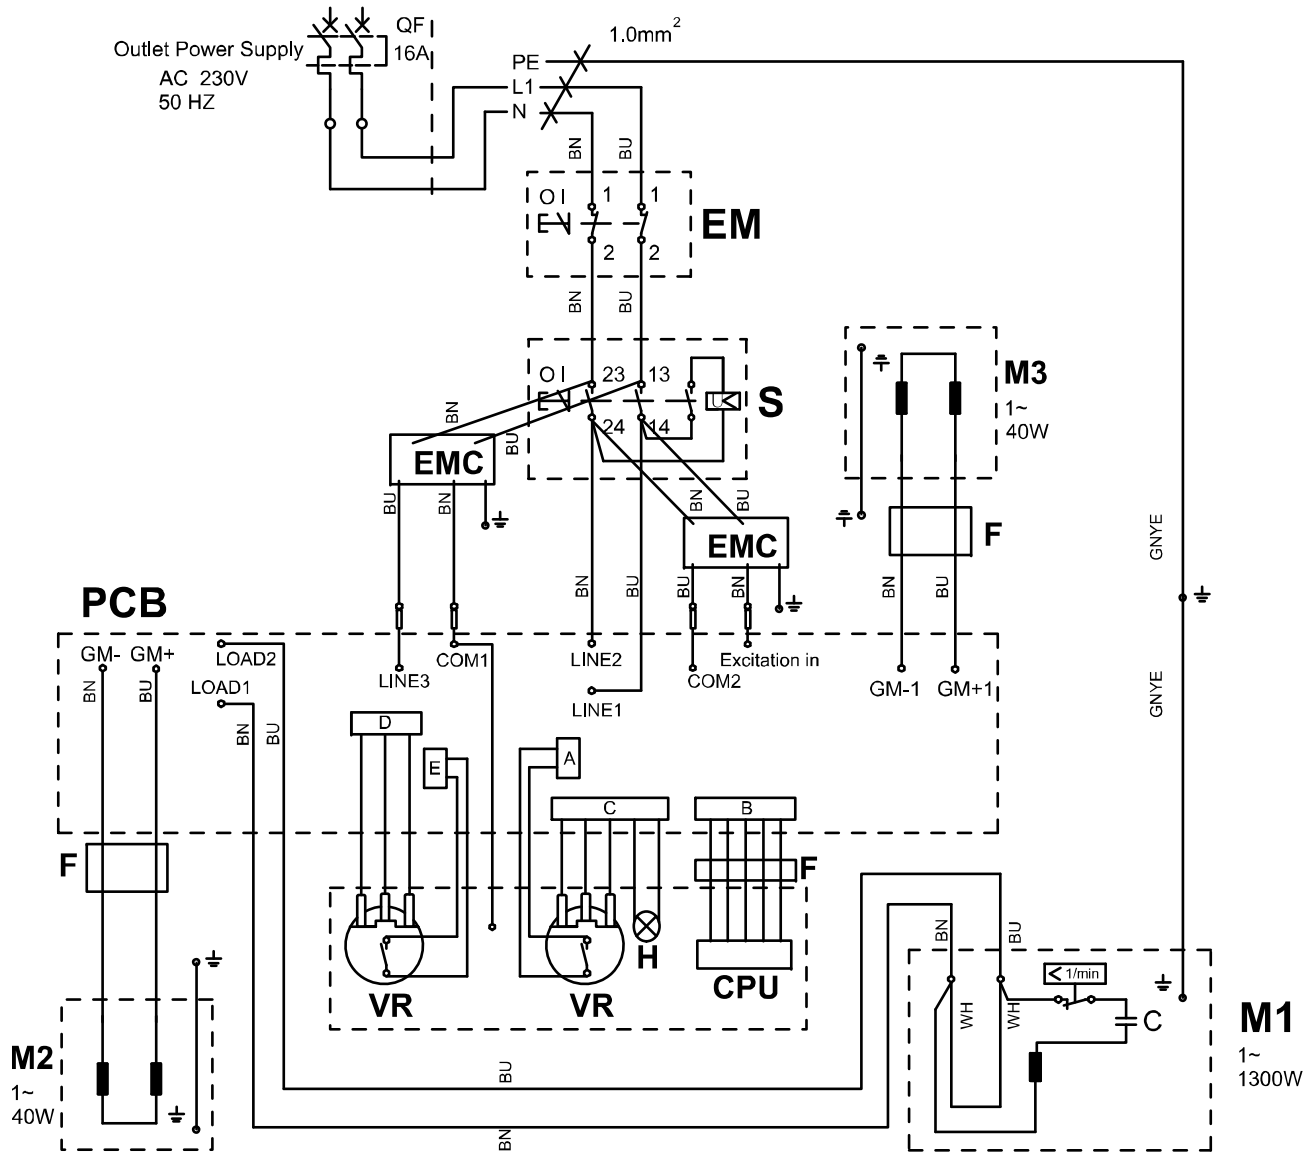 QF
1.0mm²
Outlet Power Supply
16A
PE
AC 230V
L1
50 HZ
N
BN
BU
O I
1
1
EM
2
2
BN
BU
O I
23
13
S
U<
M3
1~
40W
BN
24
14
BU
EMC
BU
BN
BN
BU
EMC
F
GNYE
BN
BU
BU
BN
BN
BU
PCB
GM-
GM+
LOAD2
COM1
LINE2
Excitation in
LINE3
COM2
GM-1
GM+1
LOAD1
LINE1
BN
BU
BN
BU
GNYE
D
E
A
C
B
F
F
BN
BU
H
VR
VR
CPU
< 1/min
WH
WH
C
M1
1~
1300W
M2
1~
40W
BU
BN